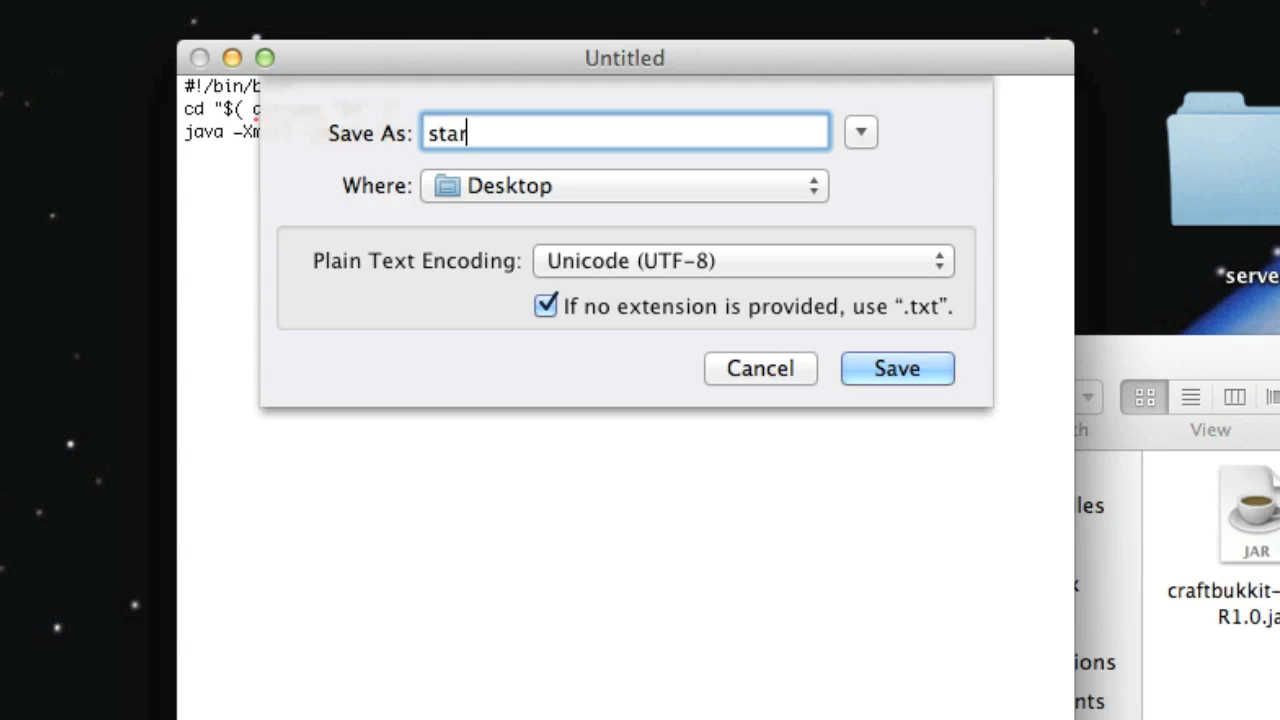 Untitled
#!/bin/b
cd "$(
java -Xm
Save As: star
Where: Desktop
Plain Text Encoding: Unicode (UTF-8)
If no extension is provided, use “.txt”.
Cancel Save
serve
th View
les
JAR
k
craftbukkit-
R1.0.ja
ions
nts